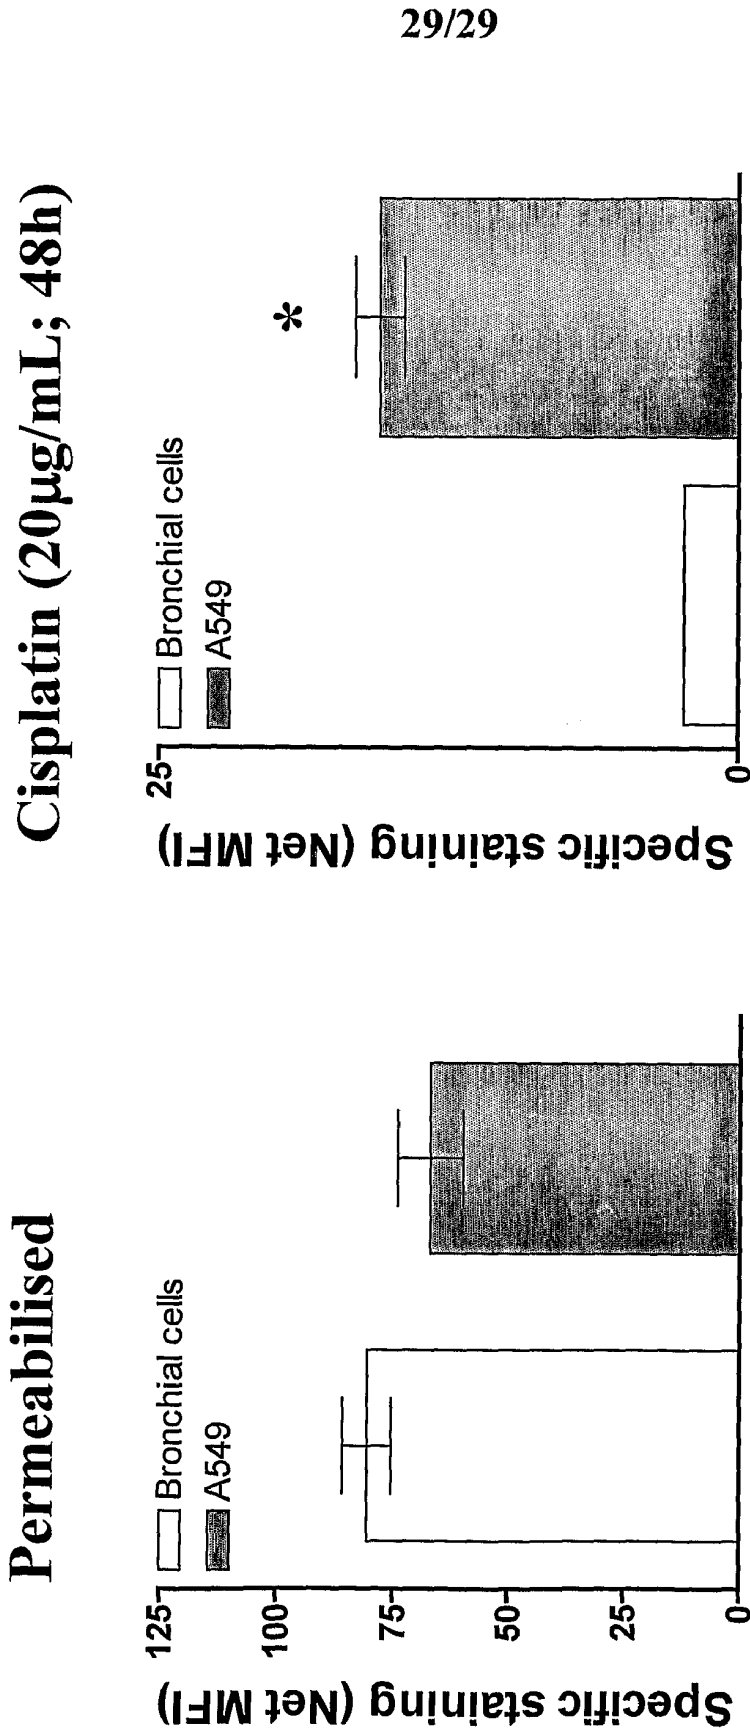 29/29
Permeabilised
Specific staining (Net MFI)
125
100
75
50
25
0
Bronchial cells
A549
Cisplatin (20µg/mL; 48h)
Specific staining (Net MFI)
25
0
Bronchial cells
A549
*